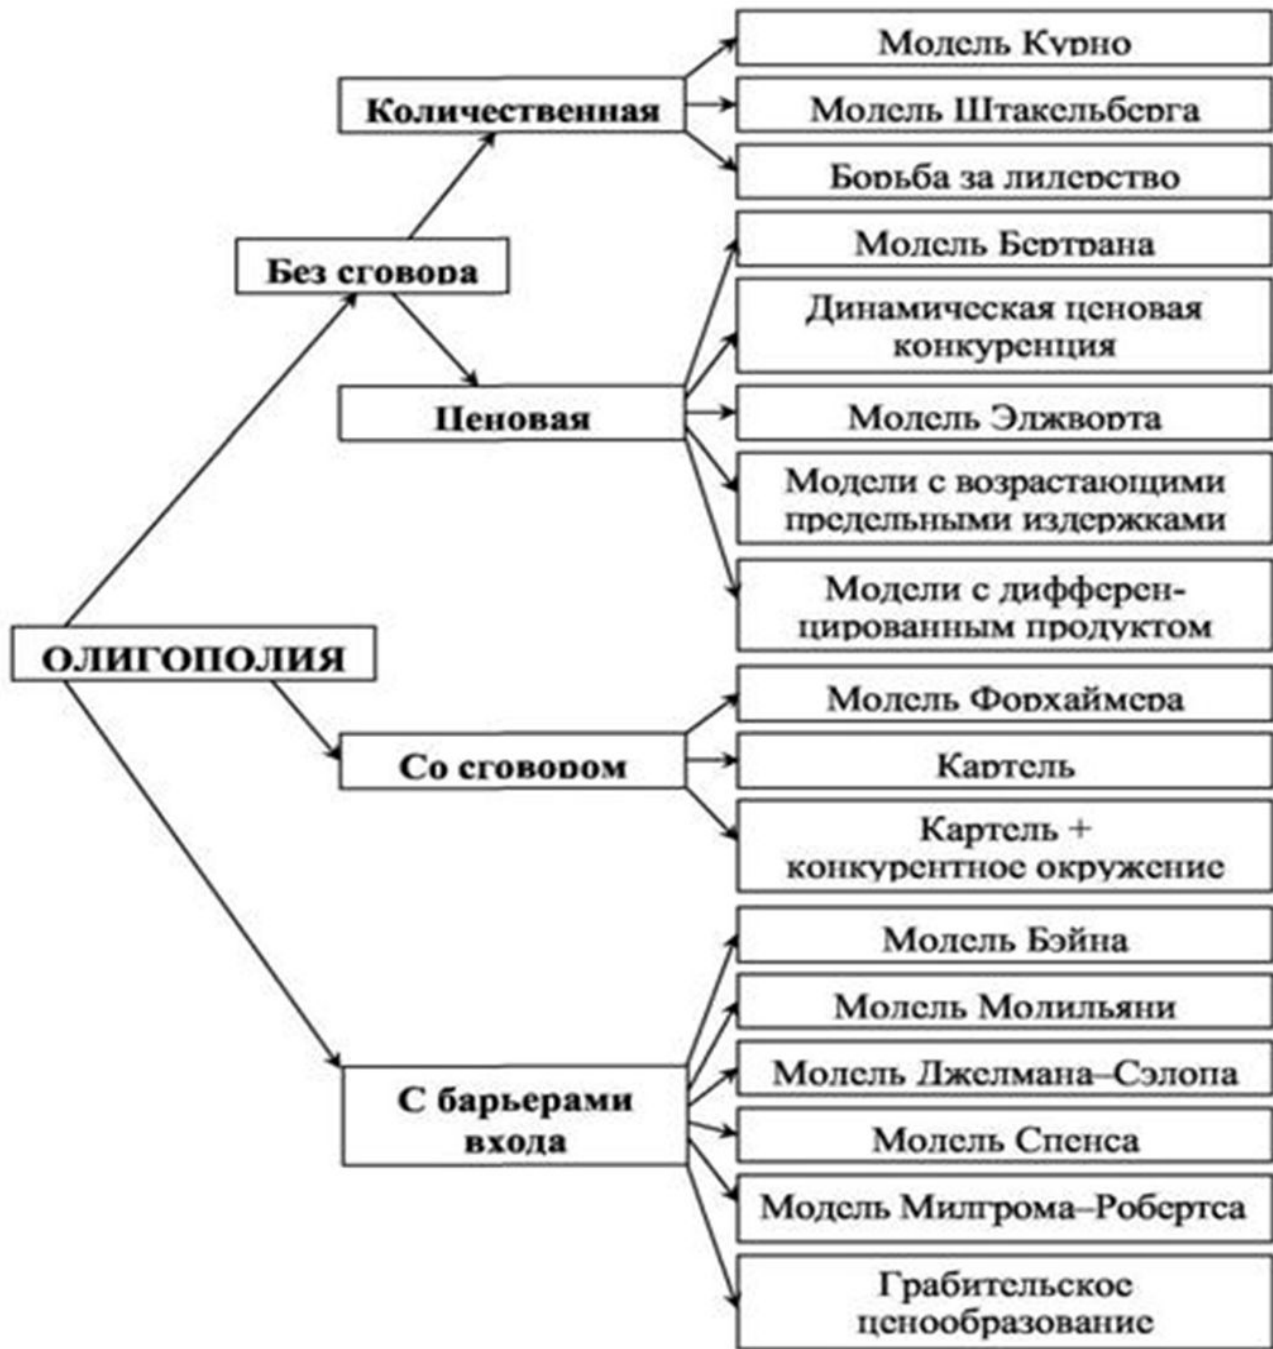 Модель Курно
Количественная
Модель Штакельберга
Борьба за лидерство
Без сговора
Модель Бертрана
Динамическая ценовая
конкуренция
Ценовая
Модель Эджворта
Модели с возрастающими
предельными издержками
Модели с дифферен-
цированным продуктом
ОЛИГОПОЛИЯ
Модель Форхаймера
Со сговором
Картель
Картель +
конкурентное окружение
Модель Бэйна
Модель Модильяни
Модель Джелмана–Сэлопа
С барьерами
входа
Модель Спенса
Модель Милгрома–Робертса
Грабительское
ценообразование